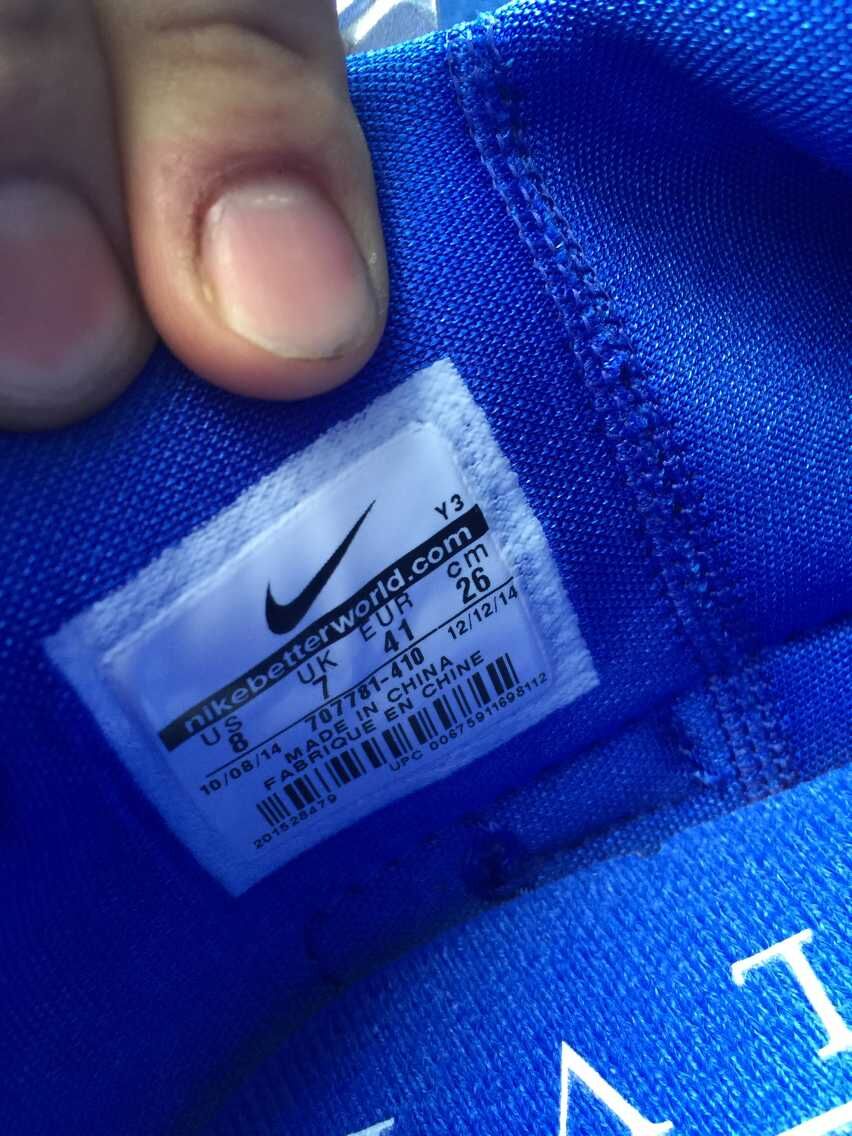 Y3
nikebetterworld.com
US UK EUR cm
8 7 41 26
10/08/14 707781-410 12/12/14
MADE IN CHINA
FABRIQUE EN CHINE
201528479 UPC 00675911698112